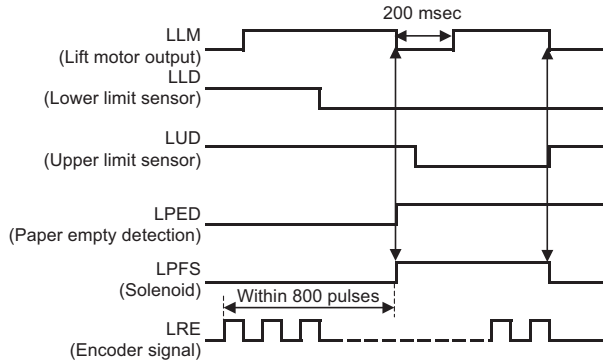 200 msec
LLM
(Lift motor output)
LLD
(Lower limit sensor)
LUD
(Upper limit sensor)
LPED
(Paper empty detection)
LPFS
(Solenoid)
Within 800 pulses
LRE
(Encoder signal)